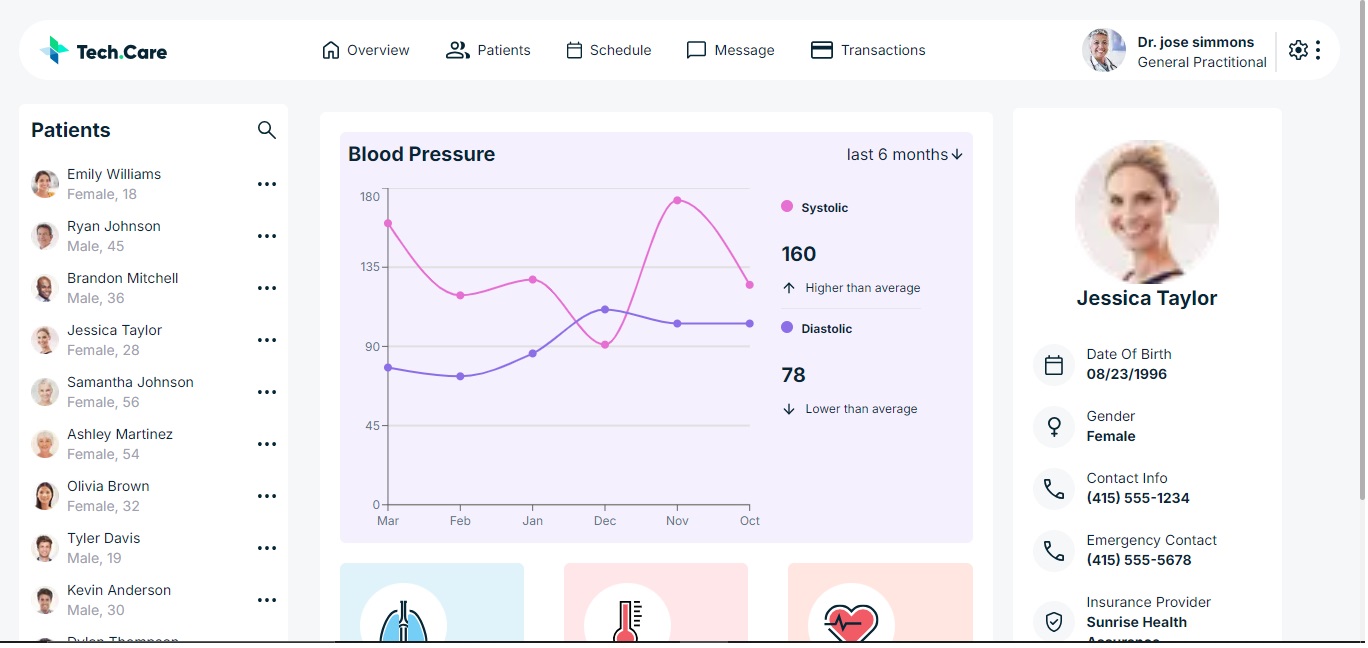 Tech.Care
Overview
Patients
Schedule
Message
Transactions
Dr. jose simmons
General Practitional
Patients
Emily Williams
Female, 18
Ryan Johnson
Male, 45
Brandon Mitchell
Male, 36
Jessica Taylor
Female, 28
Samantha Johnson
Female, 56
Ashley Martinez
Female, 54
Olivia Brown
Female, 32
Tyler Davis
Male, 19
Kevin Anderson
Male, 30
Dylan Thompson
Blood Pressure
last 6 months
180
135
90
45
0
Mar
Feb
Jan
Dec
Nov
Oct
Systolic
160
Higher than average
Diastolic
78
Lower than average
Jessica Taylor
Date Of Birth
08/23/1996
Gender
Female
Contact Info
(415) 555-1234
Emergency Contact
(415) 555-5678
Insurance Provider
Sunrise Health
Assurance